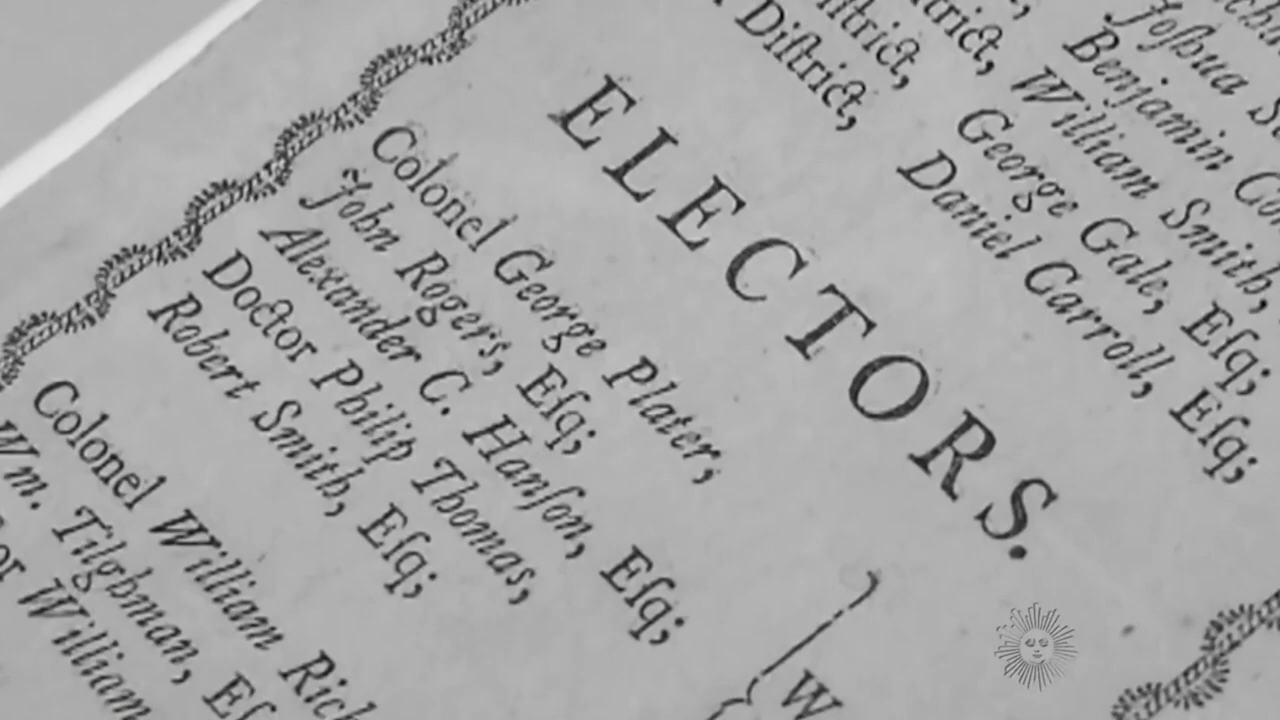 Diſtrict,
Joſhua
Benjamin
William Smith,
George Gale, Eſq;
Daniel Carroll, Eſq;
ELECTORS.
Colonel George Plater,
John Rogers, Eſq;
Alexander C. Hanſon, Eſq;
Doctor Philip Thomas,
Robert Smith, Eſq;
Colonel William
Wm. Tilghman,
William